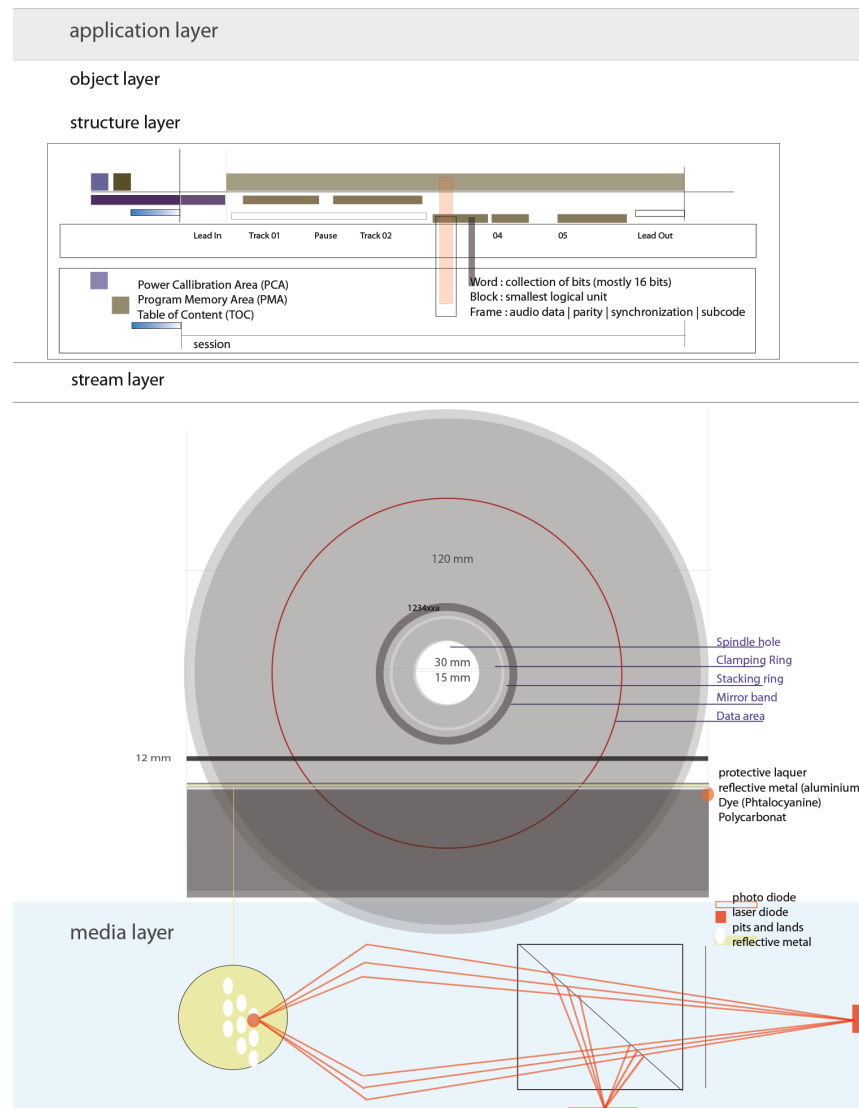 application layer
object layer
structure layer
Lead In Track 01 Pause Track 02 04 05 Lead Out
Power Callibration Area (PCA)
Program Memory Area (PMA)
Table of Content (TOC)
session
Word : collection of bits (mostly 16 bits)
Block : smallest logical unit
Frame : audio data | parity | synchronization | subcode
stream layer
120 mm
1234xxa
30 mm
15 mm
Spindle hole
Clamping Ring
Stacking ring
Mirror band
Data area
12 mm
protective laquer
reflective metal (aluminium
Dye (Phtalocyanine)
Polycarbonat
photo diode
laser diode
pits and lands
reflective metal
media layer